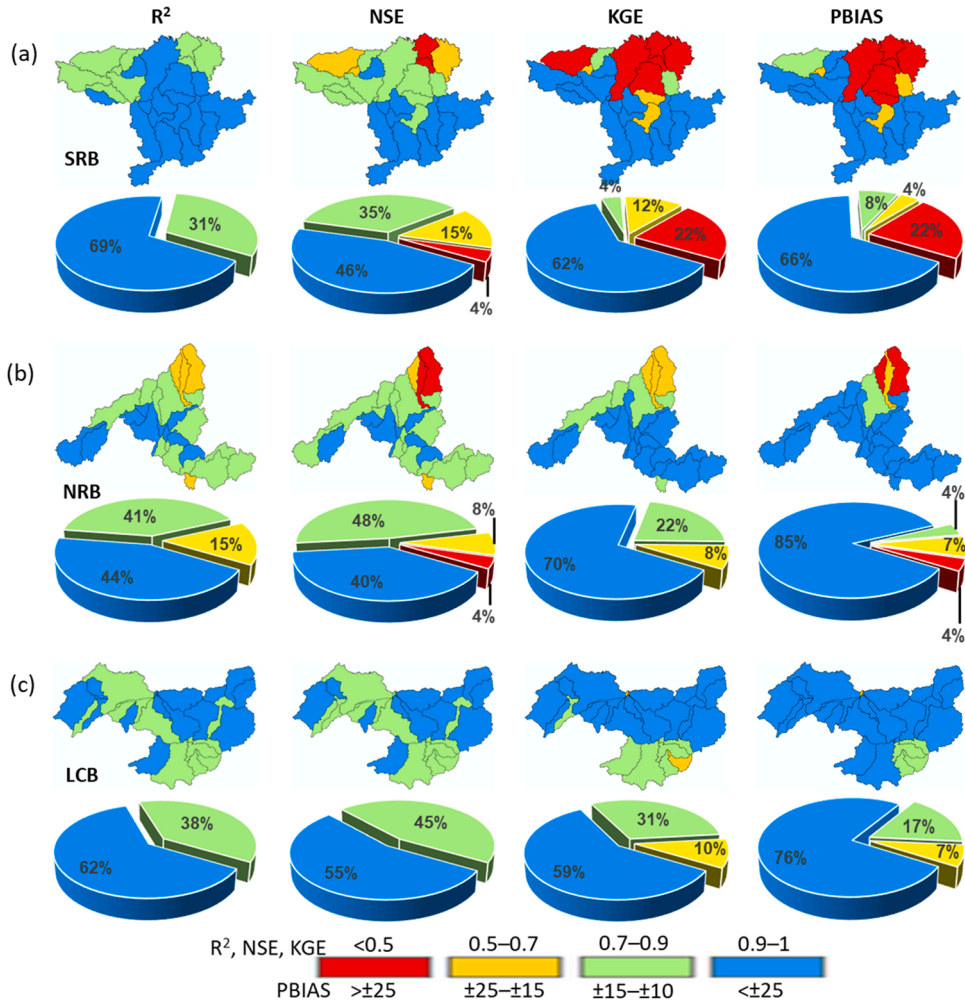 R² NSE KGE PBIAS
(a)
SRB
69% 31%
35% 15% 46% 4%
4% 12% 22% 62%
8% 4% 22% 66%
(b)
NRB
41% 15% 44%
48% 8% 40% 4%
22% 8% 70%
4% 85% 7% 4%
(c)
LCB
38% 62%
45% 55%
31% 10% 59%
17% 7% 76%
R², NSE, KGE <0.5 0.5–0.7 0.7–0.9 0.9–1
PBIAS >±25 ±25–±15 ±15–±10 <±25